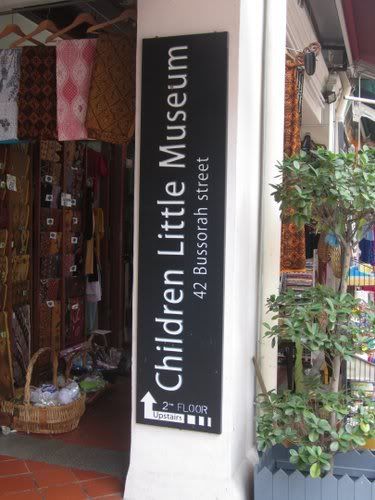 Children Little Museum
42 Bussorah street
2ND FLOOR
Upstairs